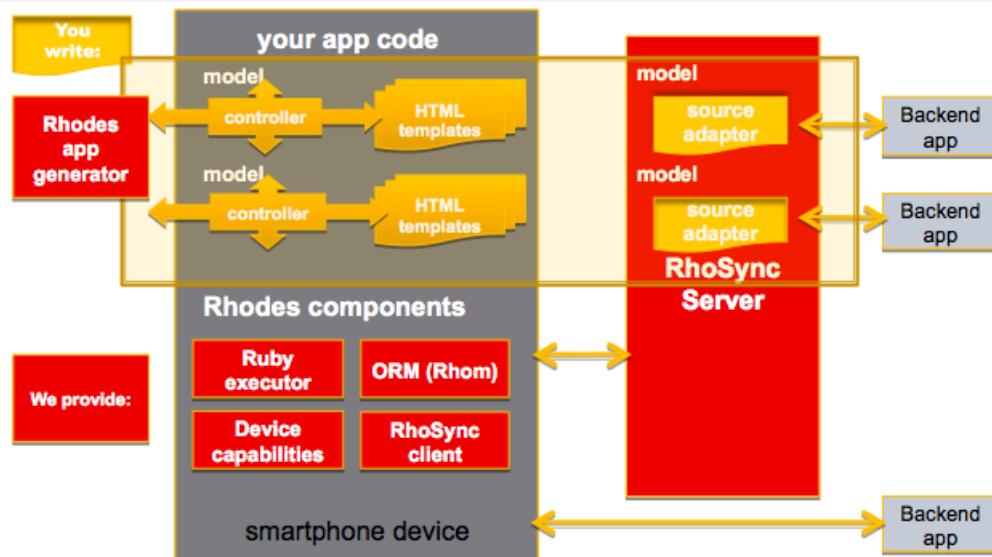 You
write:
your app code
Rhodes
app
generator
model
controller
HTML
templates
model
controller
HTML
templates
model
source
adapter
model
source
adapter
RhoSync
Server
Backend
app
Backend
app
Rhodes components
We provide:
Ruby
executor
ORM (Rhom)
Device
capabilities
RhoSync
client
smartphone device
Backend
app